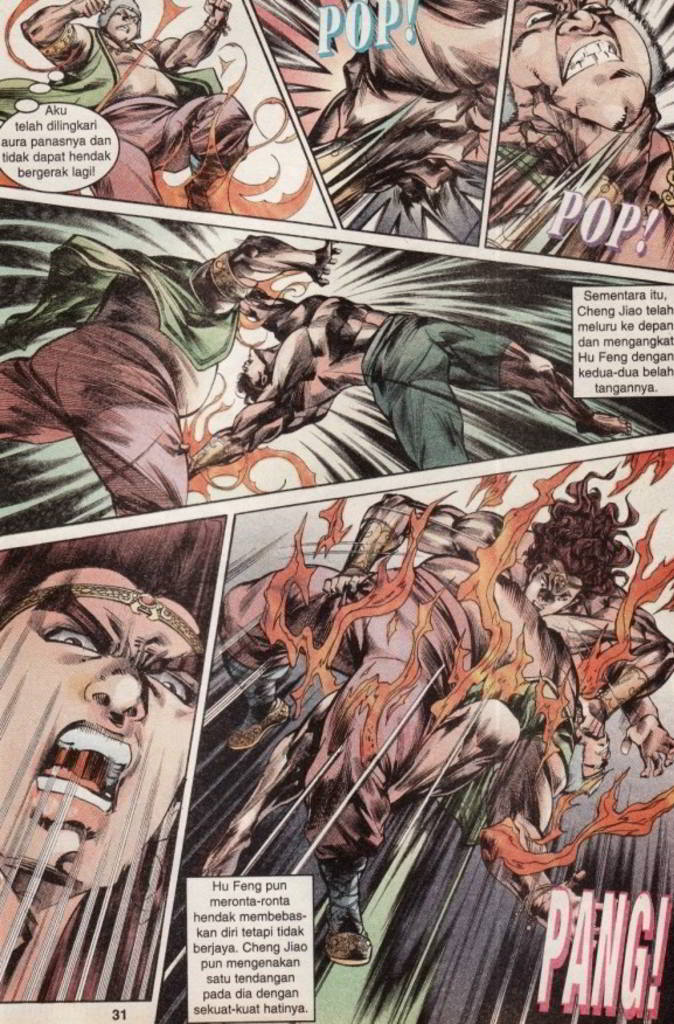 POP!
Aku
telah dilingkari
aura panasnya dan
tidak dapat hendak
bergerak lagi!
POP!
Sementara itu,
Cheng Jiao telah
meluru ke depan
dan mengangkat
Hu Feng dengan
kedua-dua belah
tangannya.
Hu Feng pun
meronta-ronta
hendak membebas-
kan diri tetapi tidak
berjaya. Cheng Jiao
pun mengenakan
satu tendangan
pada dia dengan
sekuat-kuat hatinya.
PANG!
31